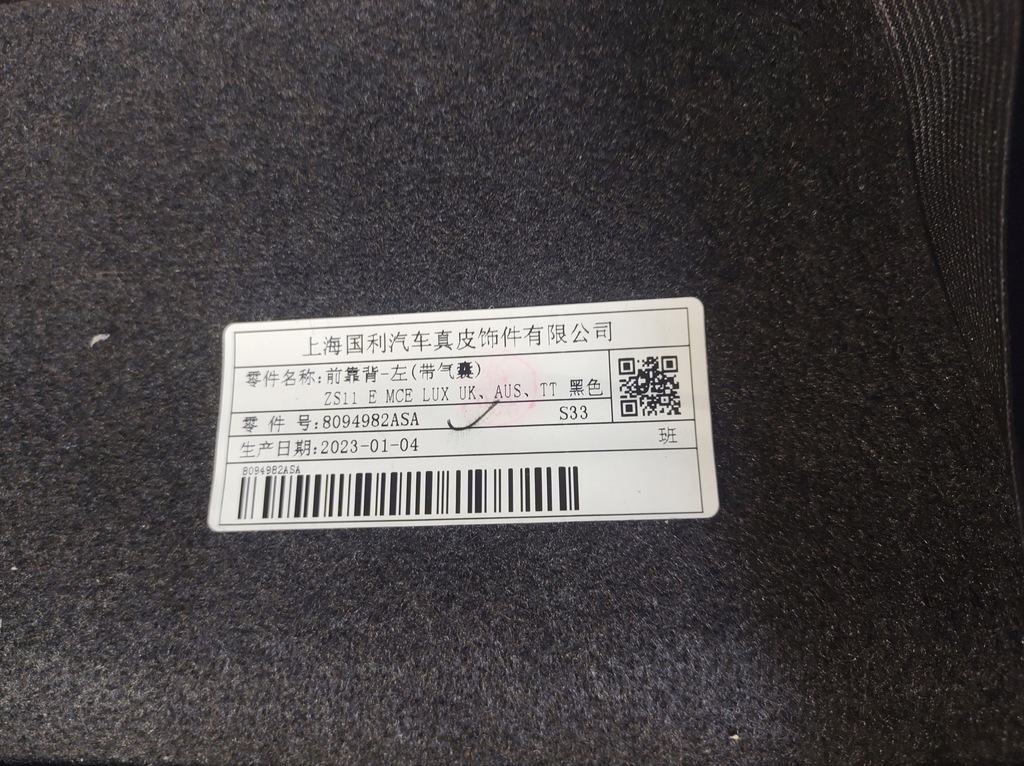 上海国利汽车真皮饰件有限公司
零件名称:前靠背-左(带气囊)
ZS11 E MCE LUX UK、AUS、TT 黑色
零 件 号:8094982ASA S33
生产日期:2023-01-04 班
8094982ASA